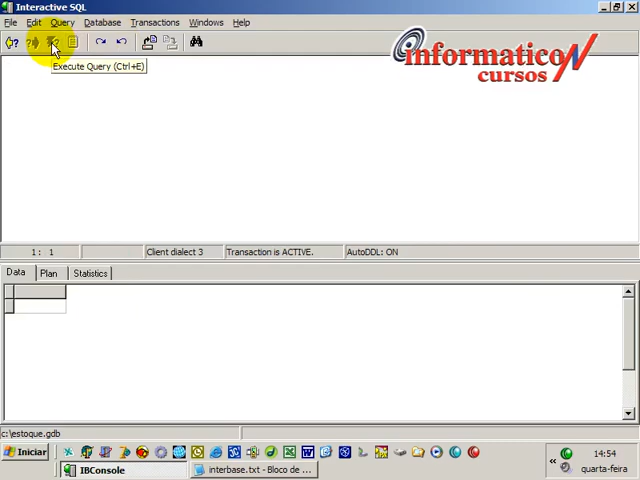 Interactive SQL
File Edit Query Database Transactions Windows Help
Execute Query (Ctrl+E)
informaticon
cursos
1: 1 Client dialect 3 Transaction is ACTIVE. AutoDDL: ON
Data Plan Statistics
c:\estoque.gdb
Iniciar « 14:54
IBConsole interbase.txt - Bloco de ... quarta-feira